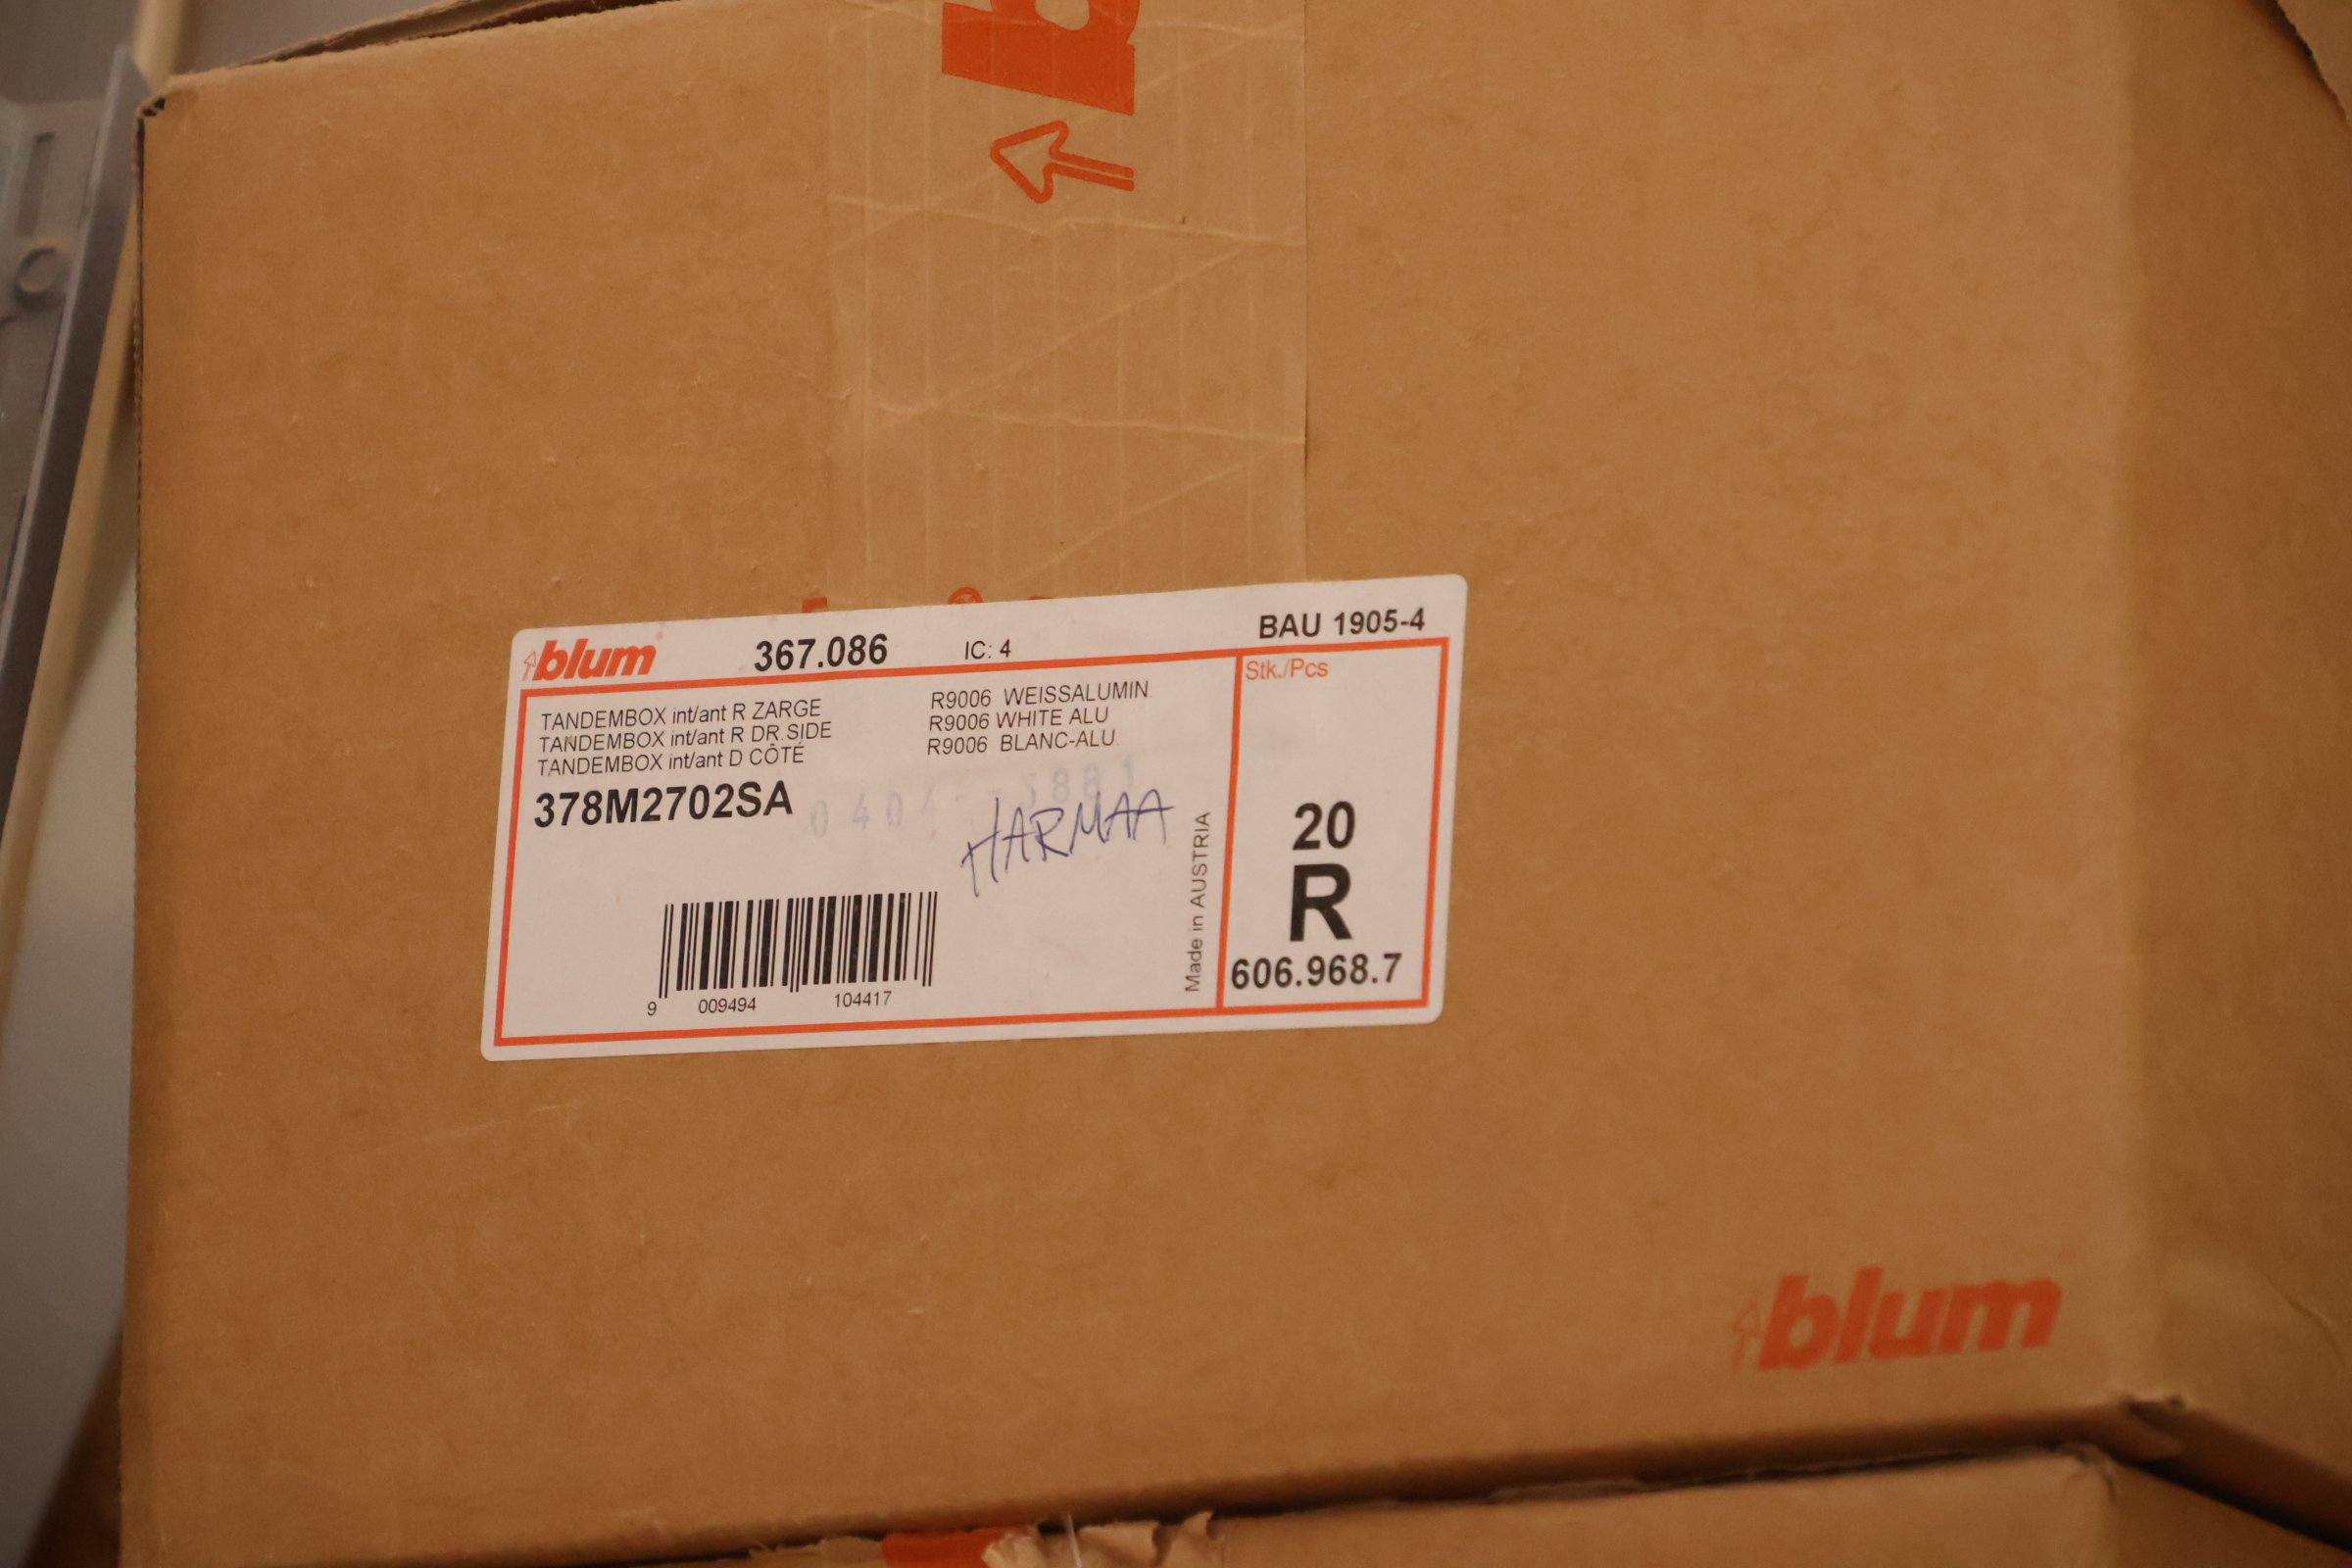 blum 367.086 IC: 4 BAU 1905-4
TANDEMBOX int/ant R ZARGE R9006 WEISSALUMIN.
TANDEMBOX int/ant R DR.SIDE R9006 WHITE ALU
TANDEMBOX int/ant D CÔTÉ R9006 BLANC-ALU.
378M2702SA
HARMAA
9 009494 104417
Made in AUSTRIA
Stk./Pcs
20
R
606.968.7
blum